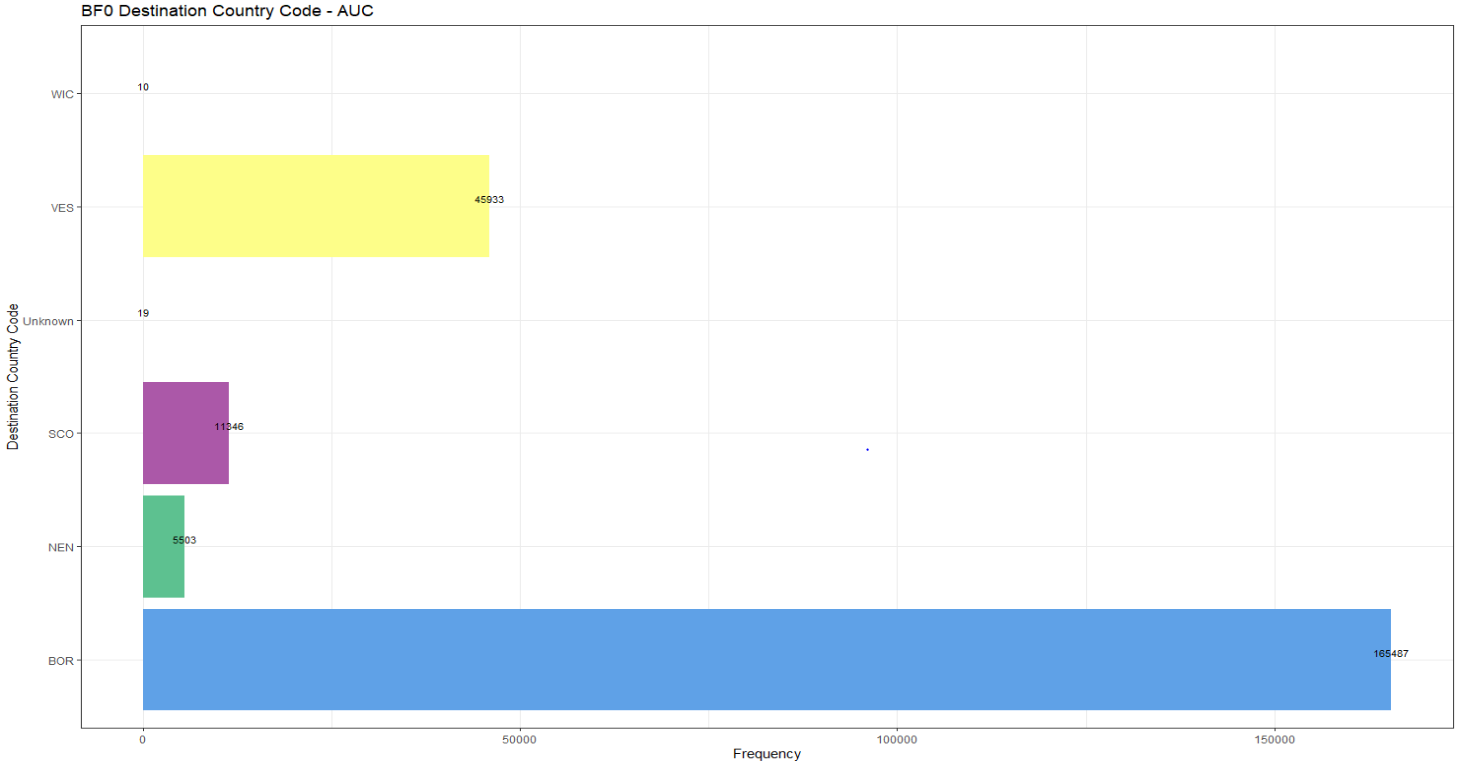 BF0 Destination Country Code - AUC
WIC
10
VES
45933
Unknown
19
SCO
11346
NEN
5503
BOR
165487
0
50000
100000
150000
Frequency
Destination Country Code